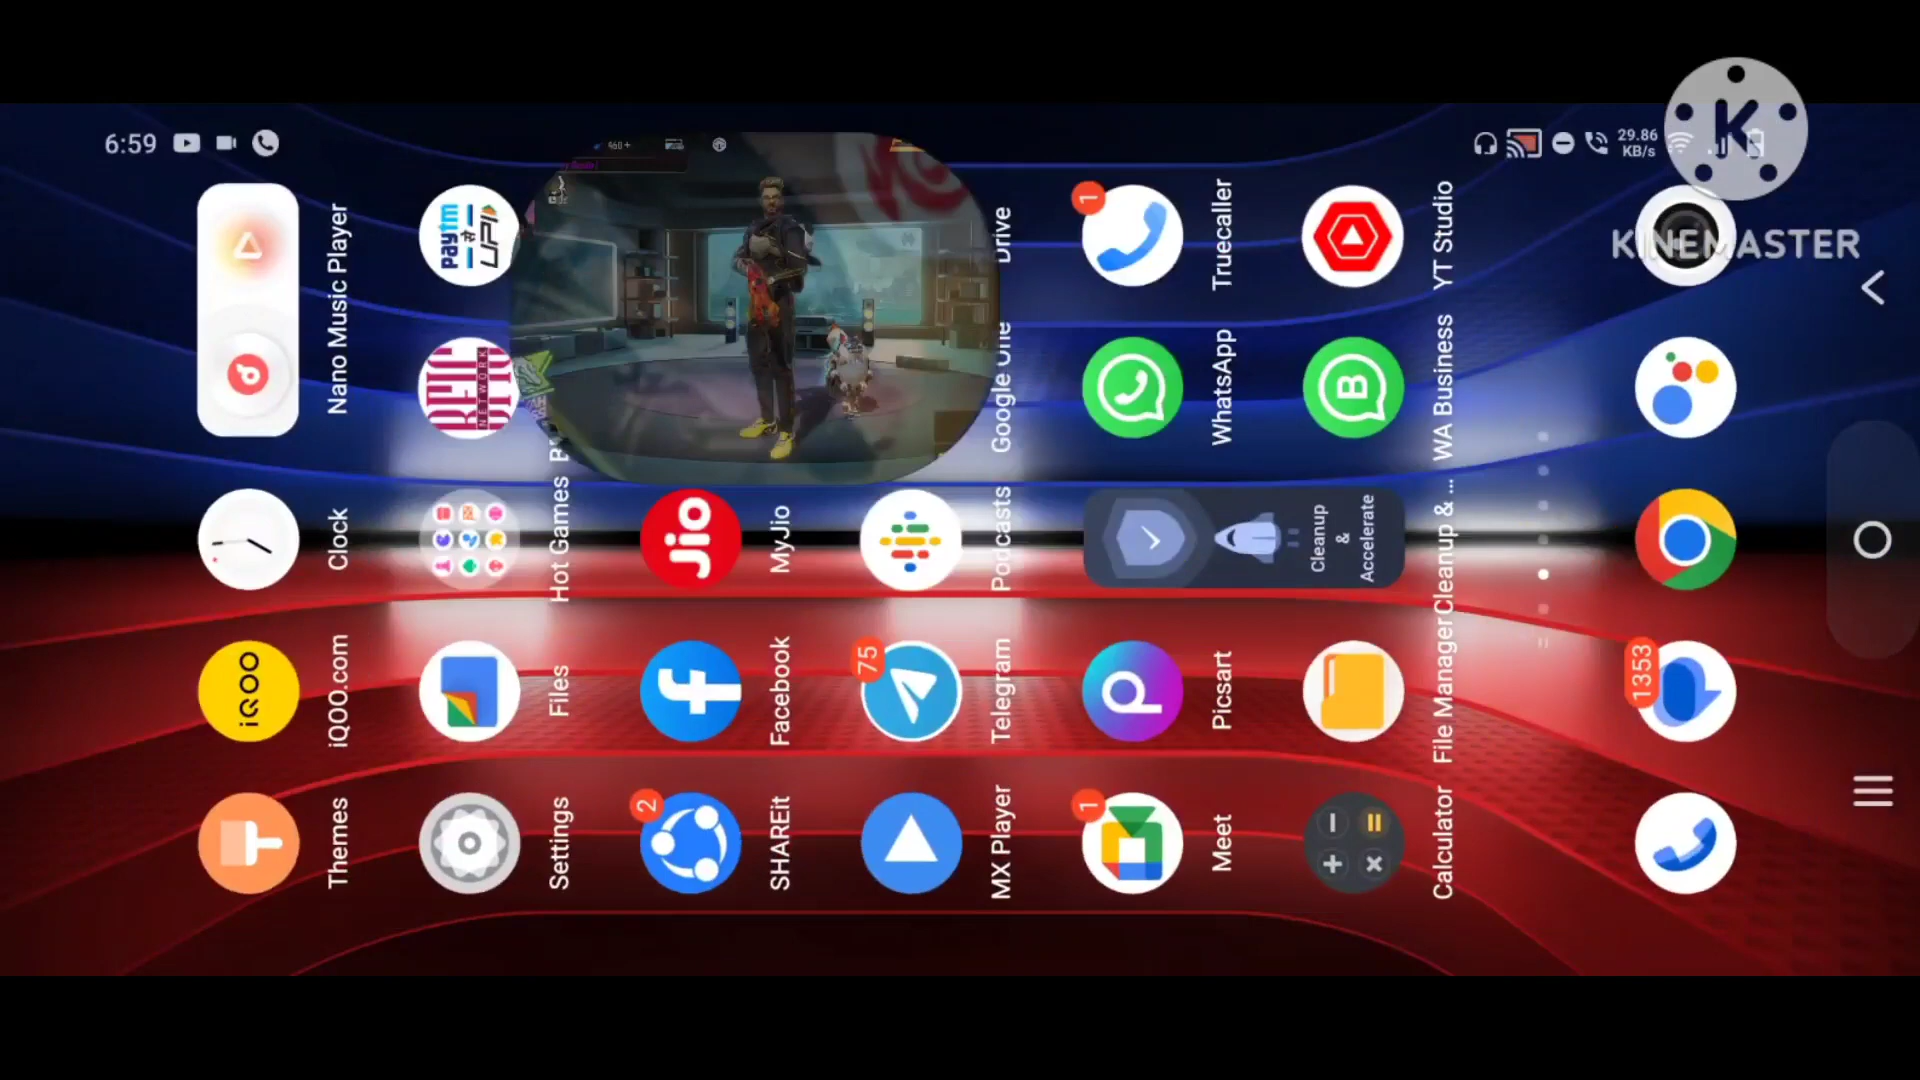 6:59
29.86
KB/s
K
KINEMASTER
Nano Music Player
paytm
से
UPI
Drive
1
Truecaller
YT Studio
NETWORK
Google One
WhatsApp
B
WA Business
Clock
Hot Games
Jio
MyJio
Podcasts
Cleanup
&
Accelerate
Cleanup & ...
iQOO
iQOO.com
Files
Facebook
75
Telegram
Picsart
File Manager
1353
Themes
Settings
2
SHAREit
MX Player
1
Meet
Calculator